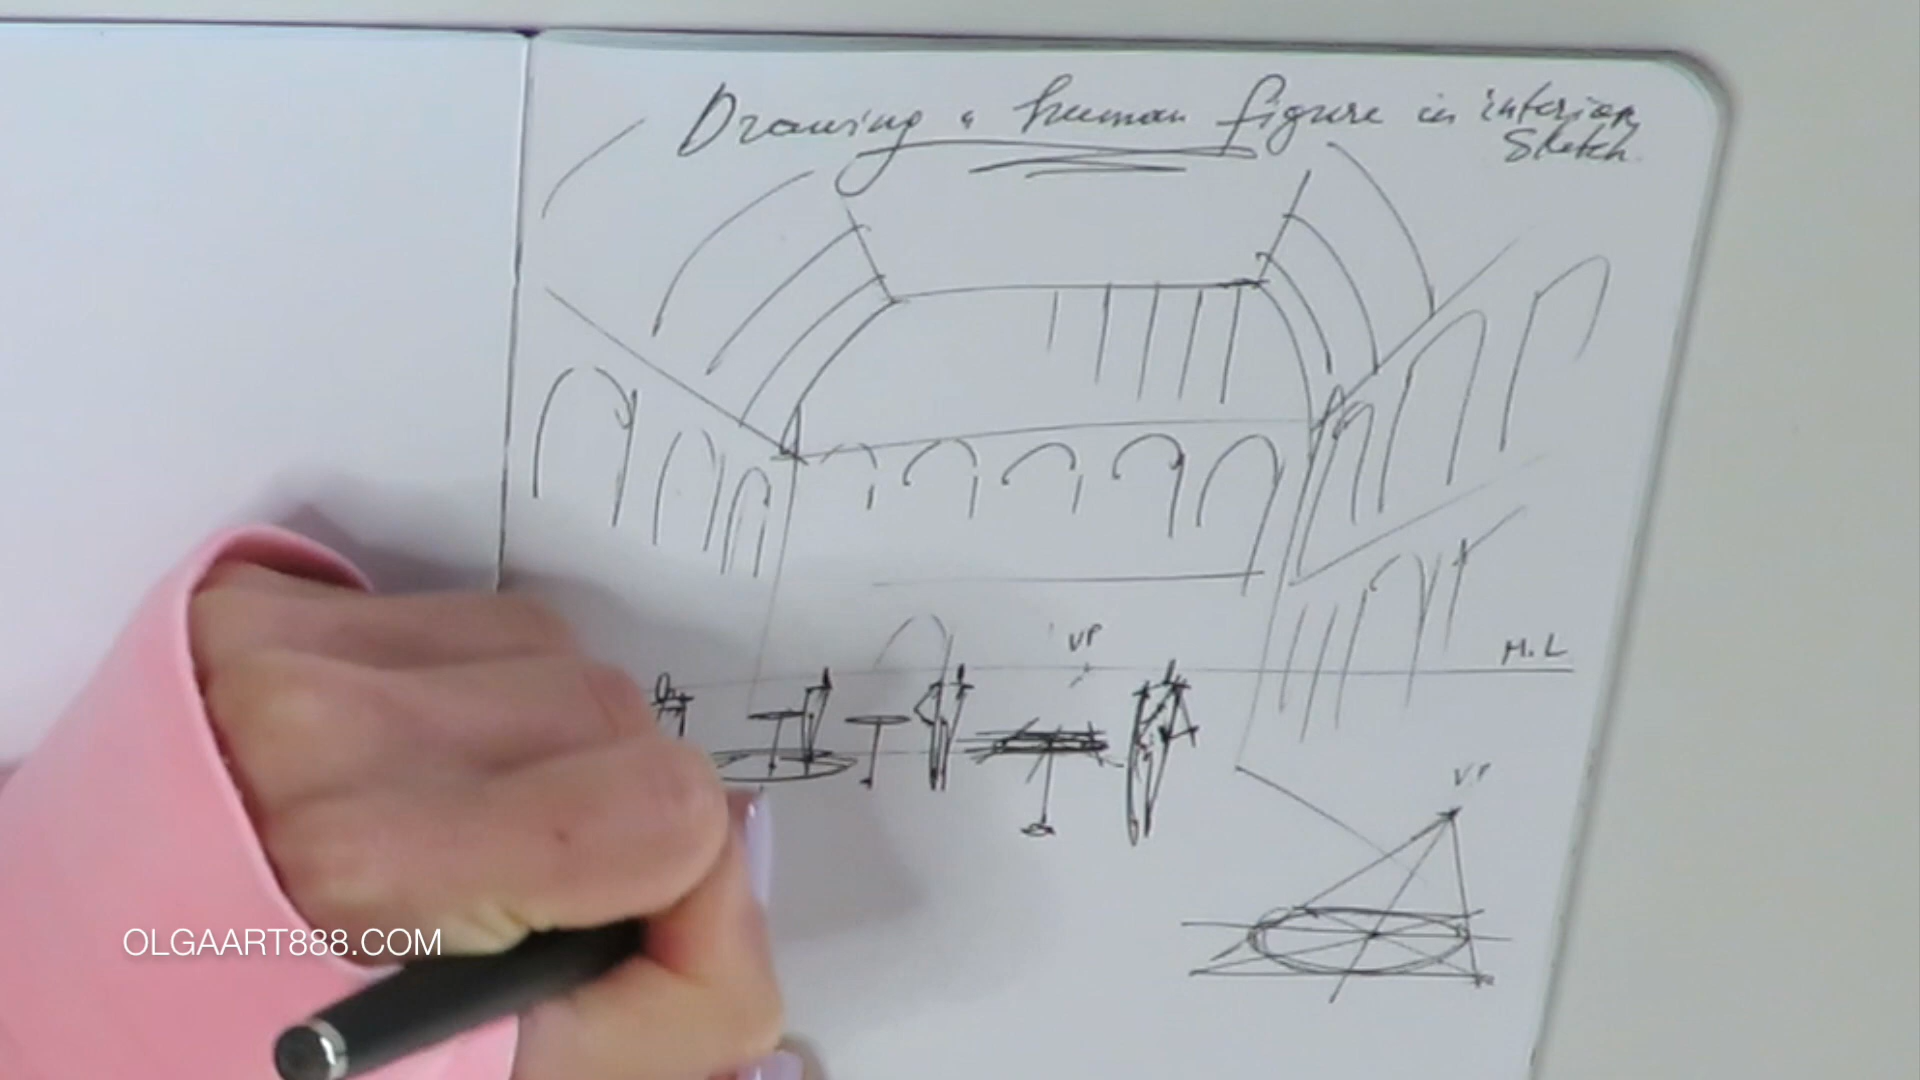 Drawing a human figure in interior
Sketch.
VP
H.L
VP
OLGAART888.COM